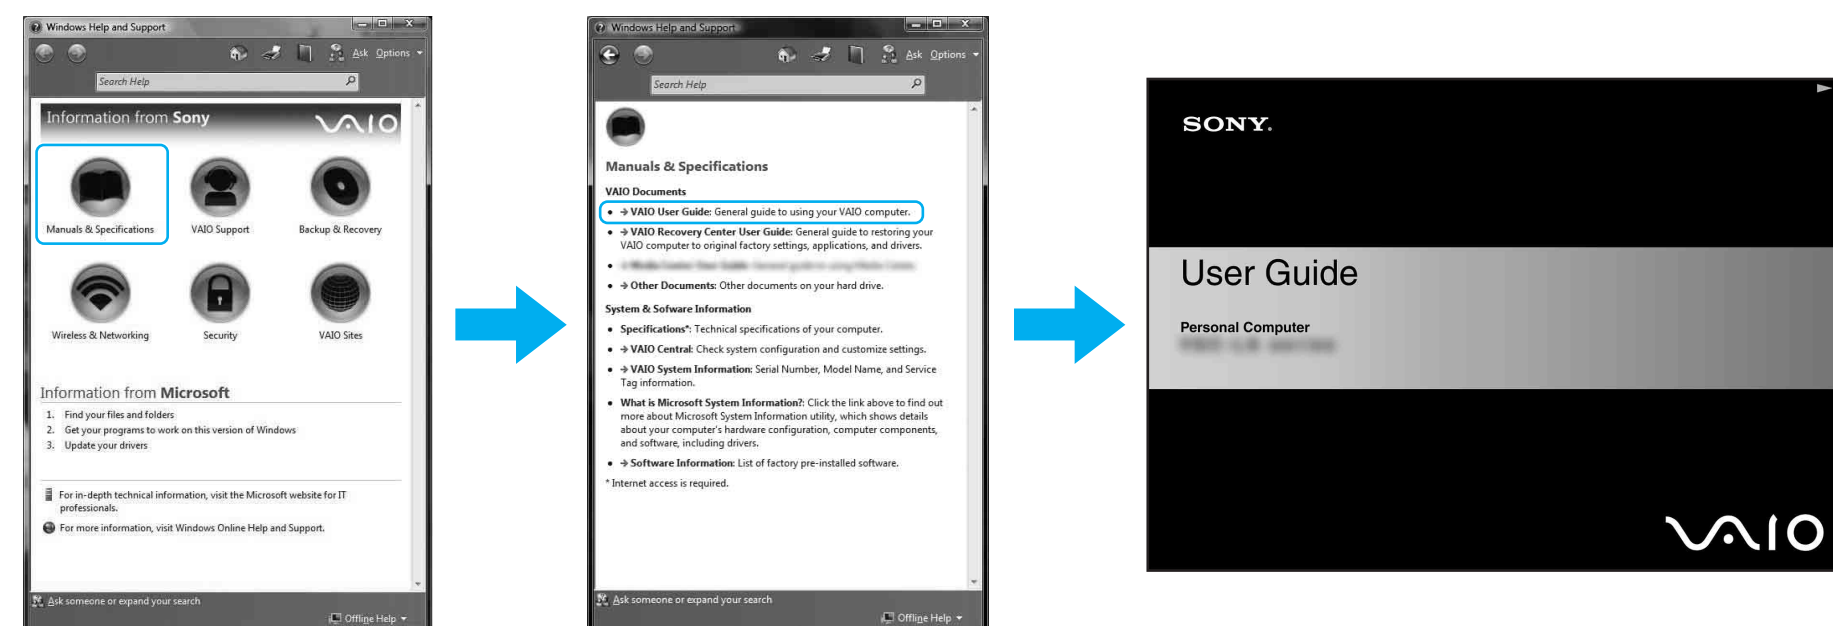 Windows Help and Support
Ask Options
Search Help
Information from Sony
VAIO
Manuals & Specifications
VAIO Support
Backup & Recovery
Wireless & Networking
Security
VAIO Sites
Information from Microsoft
1. Find your files and folders
2. Get your programs to work on this version of Windows
3. Update your drivers
For in-depth technical information, visit the Microsoft website for IT
professionals.
For more information, visit Windows Online Help and Support.
Ask someone or expand your search
Offline Help
Windows Help and Support
Ask Options
Search Help
Manuals & Specifications
VAIO Documents
• → VAIO User Guide: General guide to using your VAIO computer.
• → VAIO Recovery Center User Guide: General guide to restoring your
VAIO computer to original factory settings, applications, and drivers.
• → Other Documents: Other documents on your hard drive.
System & Sofware Information
• Specifications*: Technical specifications of your computer.
• → VAIO Central: Check system configuration and customize settings.
• → VAIO System Information: Serial Number, Model Name, and Service
Tag information.
• What is Microsoft System Information?: Click the link above to find out
more about Microsoft System Information utility, which shows details
about your computer's hardware configuration, computer components,
and software, including drivers.
• → Software Information: List of factory pre-installed software.
* Internet access is required.
Ask someone or expand your search
Offline Help
SONY.
User Guide
Personal Computer
VAIO